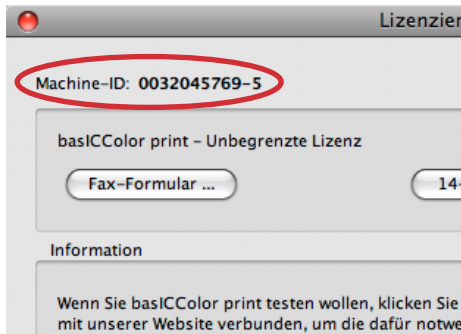 Lizenzier
Machine-ID: 0032045769-5
basICColor print - Unbegrenzte Lizenz
Fax-Formular ...
14-
Information
Wenn Sie basICColor print testen wollen, klicken Sie
mit unserer Website verbunden, um die dafür notwe